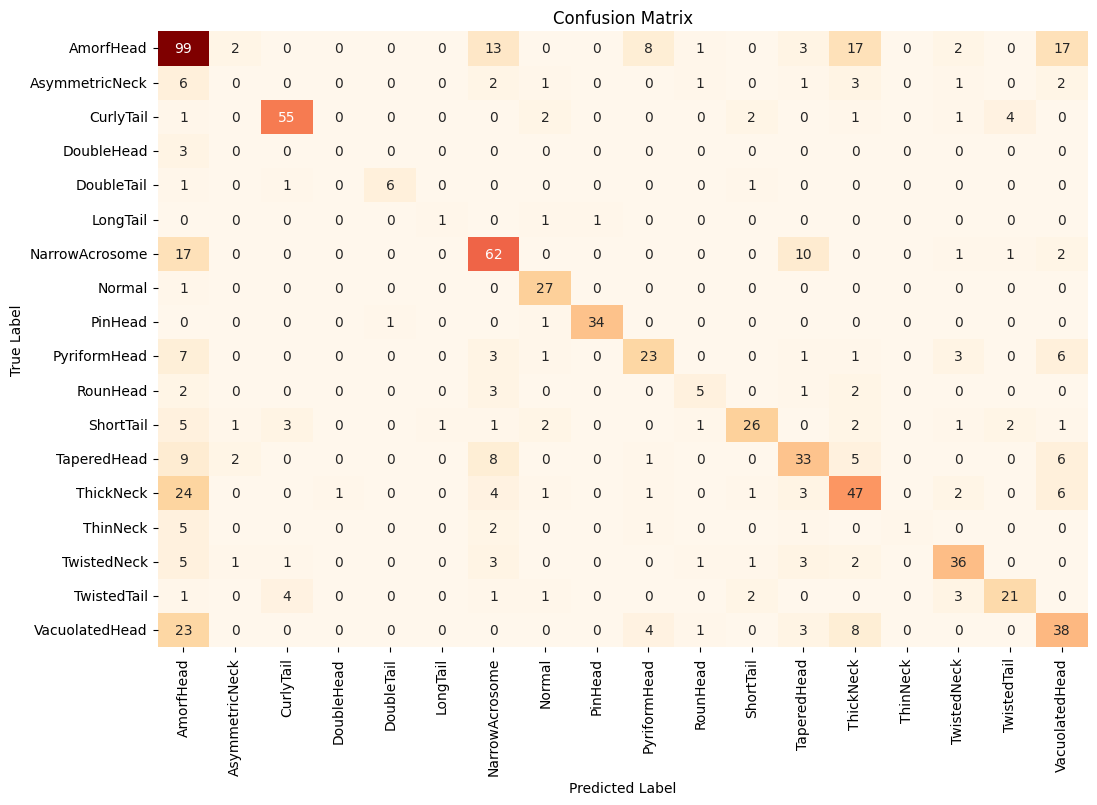 Confusion Matrix
True Label
AmorfHead 99 2 0 0 0 0 13 0 0 8 1 0 3 17 0 2 0 17
AsymmetricNeck 6 0 0 0 0 0 2 1 0 0 1 0 1 3 0 1 0 2
CurlyTail 1 0 55 0 0 0 0 2 0 0 0 2 0 1 0 1 4 0
DoubleHead 3 0 0 0 0 0 0 0 0 0 0 0 0 0 0 0 0 0
DoubleTail 1 0 1 0 6 0 0 0 0 0 0 1 0 0 0 0 0 0
LongTail 0 0 0 0 0 1 0 1 1 0 0 0 0 0 0 0 0 0
NarrowAcrosome 17 0 0 0 0 0 62 0 0 0 0 0 10 0 0 1 1 2
Normal 1 0 0 0 0 0 0 27 0 0 0 0 0 0 0 0 0 0
PinHead 0 0 0 0 1 0 0 1 34 0 0 0 0 0 0 0 0 0
PyriformHead 7 0 0 0 0 0 3 1 0 23 0 0 1 1 0 3 0 6
RounHead 2 0 0 0 0 0 3 0 0 0 5 0 1 2 0 0 0 0
ShortTail 5 1 3 0 0 1 1 2 0 0 1 26 0 2 0 1 2 1
TaperedHead 9 2 0 0 0 0 8 0 0 1 0 0 33 5 0 0 0 6
ThickNeck 24 0 0 1 0 0 4 1 0 1 0 1 3 47 0 2 0 6
ThinNeck 5 0 0 0 0 0 2 0 0 1 0 0 1 0 1 0 0 0
TwistedNeck 5 1 1 0 0 0 3 0 0 0 1 1 3 2 0 36 0 0
TwistedTail 1 0 4 0 0 0 1 1 0 0 0 2 0 0 0 3 21 0
VacuolatedHead 23 0 0 0 0 0 0 0 0 4 1 0 3 8 0 0 0 38
AmorfHead AsymmetricNeck CurlyTail DoubleHead DoubleTail LongTail NarrowAcrosome Normal PinHead PyriformHead RounHead ShortTail TaperedHead ThickNeck ThinNeck TwistedNeck TwistedTail VacuolatedHead
Predicted Label